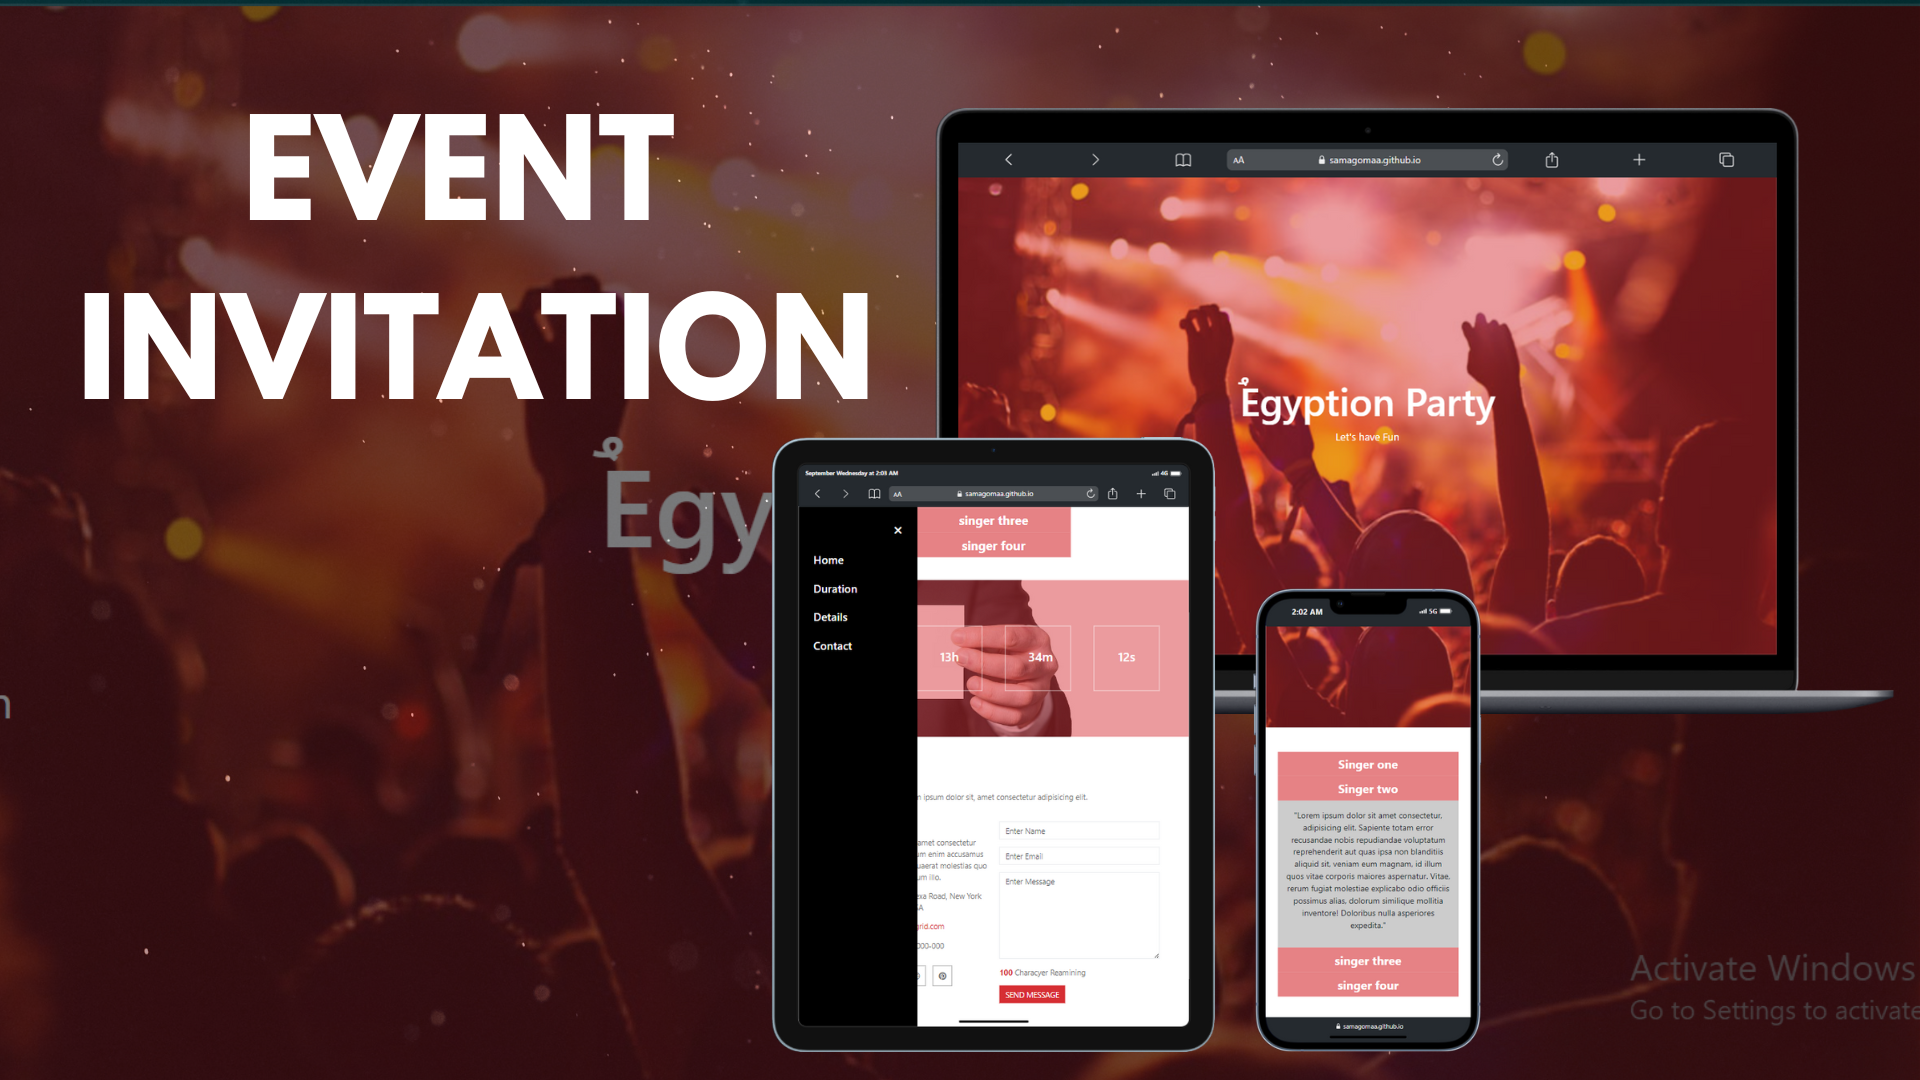 EVENT
INVITATION
Egy
samagomaa.github.io
AA
Egyption Party
Let's have Fun
September Wednesday at 2:03 AM
4G
AA
samagomaa.github.io
×
Home
Duration
Details
Contact
singer three
singer four
13h
34m
12s
ipsum dolor sit, amet consectetur adipisicing elit.
amet consectetur
enim accusamus
quaerat molestias quo
illo.
Road, New York
grid.com
000-000
Enter Name
Enter Email
Enter Message
100 Characyer Reamining
SEND MESSAGE
2:02 AM
5G
Singer one
Singer two
"Lorem ipsum dolor sit amet consectetur,
adipisicing elit. Sapiente totam error
recusandae nobis repudiandae voluptatum
reprehenderit aut quas ipsa non blanditiis
aliquid sit, veniam eum magnam, id illum
quos vitae corporis maiores aspernatur. Vitae,
rerum fugiat molestiae explicabo odio officiis
possimus alias, dolorum similique mollitia
inventore! Doloribus nulla asperiores
expedita."
singer three
singer four
samagomaa.github.io
Activate Windows
Go to Settings to activate